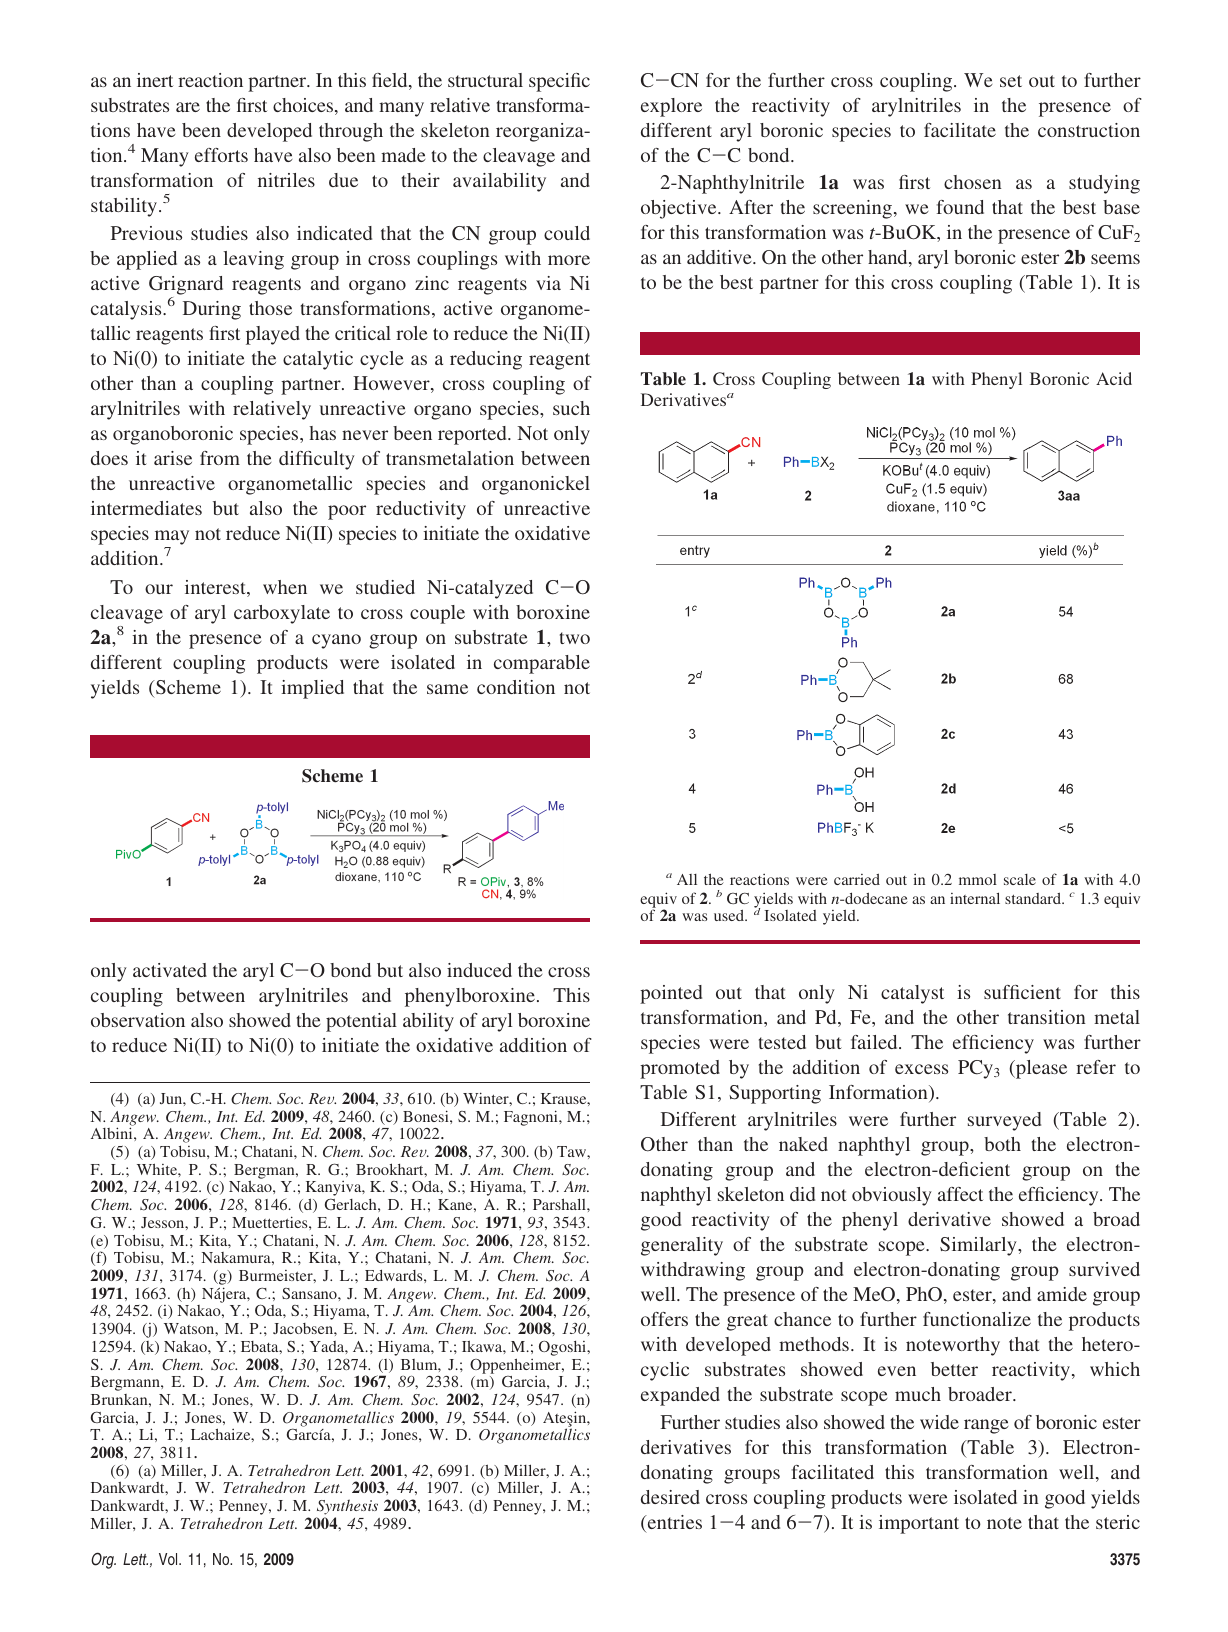 as an inert reaction partner. In this field, the structural specific
substrates are the first choices, and many relative transforma-
tions have been developed through the skeleton reorganiza-
tion.4 Many efforts have also been made to the cleavage and
transformation of nitriles due to their availability and
stability.5
Previous studies also indicated that the CN group could
be applied as a leaving group in cross couplings with more
active Grignard reagents and organo zinc reagents via Ni
catalysis.6 During those transformations, active organome-
tallic reagents first played the critical role to reduce the Ni(II)
to Ni(0) to initiate the catalytic cycle as a reducing reagent
other than a coupling partner. However, cross coupling of
arylnitriles with relatively unreactive organo species, such
as organoboronic species, has never been reported. Not only
does it arise from the difficulty of transmetalation between
the unreactive organometallic species and organonickel
intermediates but also the poor reductivity of unreactive
species may not reduce Ni(II) species to initiate the oxidative
addition.7
To our interest, when we studied Ni-catalyzed C−O
cleavage of aryl carboxylate to cross couple with boroxine
2a,8 in the presence of a cyano group on substrate 1, two
different coupling products were isolated in comparable
yields (Scheme 1). It implied that the same condition not
Scheme 1
CN
PivO
1
+
p-tolyl
B
O O
p-tolyl B O B p-tolyl
2a
NiCl2(PCy3)2 (10 mol %)
PCy3 (20 mol %)
K3PO4 (4.0 equiv)
H2O (0.88 equiv)
dioxane, 110 ºC
Me
R
R = OPiv, 3, 8%
CN, 4, 9%
only activated the aryl C−O bond but also induced the cross
coupling between arylnitriles and phenylboroxine. This
observation also showed the potential ability of aryl boroxine
to reduce Ni(II) to Ni(0) to initiate the oxidative addition of
(4) (a) Jun, C.-H. Chem. Soc. Rev. 2004, 33, 610. (b) Winter, C.; Krause,
N. Angew. Chem., Int. Ed. 2009, 48, 2460. (c) Bonesi, S. M.; Fagnoni, M.;
Albini, A. Angew. Chem., Int. Ed. 2008, 47, 10022.
(5) (a) Tobisu, M.; Chatani, N. Chem. Soc. Rev. 2008, 37, 300. (b) Taw,
F. L.; White, P. S.; Bergman, R. G.; Brookhart, M. J. Am. Chem. Soc.
2002, 124, 4192. (c) Nakao, Y.; Kanyiva, K. S.; Oda, S.; Hiyama, T. J. Am.
Chem. Soc. 2006, 128, 8146. (d) Gerlach, D. H.; Kane, A. R.; Parshall,
G. W.; Jesson, J. P.; Muetterties, E. L. J. Am. Chem. Soc. 1971, 93, 3543.
(e) Tobisu, M.; Kita, Y.; Chatani, N. J. Am. Chem. Soc. 2006, 128, 8152.
(f) Tobisu, M.; Nakamura, R.; Kita, Y.; Chatani, N. J. Am. Chem. Soc.
2009, 131, 3174. (g) Burmeister, J. L.; Edwards, L. M. J. Chem. Soc. A
1971, 1663. (h) Nájera, C.; Sansano, J. M. Angew. Chem., Int. Ed. 2009,
48, 2452. (i) Nakao, Y.; Oda, S.; Hiyama, T. J. Am. Chem. Soc. 2004, 126,
13904. (j) Watson, M. P.; Jacobsen, E. N. J. Am. Chem. Soc. 2008, 130,
12594. (k) Nakao, Y.; Ebata, S.; Yada, A.; Hiyama, T.; Ikawa, M.; Ogoshi,
S. J. Am. Chem. Soc. 2008, 130, 12874. (l) Blum, J.; Oppenheimer, E.;
Bergmann, E. D. J. Am. Chem. Soc. 1967, 89, 2338. (m) Garcia, J. J.;
Brunkan, N. M.; Jones, W. D. J. Am. Chem. Soc. 2002, 124, 9547. (n)
Garcia, J. J.; Jones, W. D. Organometallics 2000, 19, 5544. (o) Ateşin,
T. A.; Li, T.; Lachaize, S.; García, J. J.; Jones, W. D. Organometallics
2008, 27, 3811.
(6) (a) Miller, J. A. Tetrahedron Lett. 2001, 42, 6991. (b) Miller, J. A.;
Dankwardt, J. W. Tetrahedron Lett. 2003, 44, 1907. (c) Miller, J. A.;
Dankwardt, J. W.; Penney, J. M. Synthesis 2003, 1643. (d) Penney, J. M.;
Miller, J. A. Tetrahedron Lett. 2004, 45, 4989.
C−CN for the further cross coupling. We set out to further
explore the reactivity of arylnitriles in the presence of
different aryl boronic species to facilitate the construction
of the C−C bond.
2-Naphthylnitrile 1a was first chosen as a studying
objective. After the screening, we found that the best base
for this transformation was t-BuOK, in the presence of CuF2
as an additive. On the other hand, aryl boronic ester 2b seems
to be the best partner for this cross coupling (Table 1). It is
Table 1. Cross Coupling between 1a with Phenyl Boronic Acid
Derivativesa
CN
1a
+
Ph−BX2
2
NiCl2(PCy3)2 (10 mol %)
PCy3 (20 mol %)
KOBut (4.0 equiv)
CuF2 (1.5 equiv)
dioxane, 110 ºC
Ph
3aa
entry 2 yield (%)b
Ph B O B Ph
1c O O 2a 54
B
Ph
O
2d Ph−B 2b 68
O
O
3 Ph−B 2c 43
O
OH
4 Ph−B 2d 46
OH
5 PhBF3- K 2e <5
a All the reactions were carried out in 0.2 mmol scale of 1a with 4.0
equiv of 2. b GC yields with n-dodecane as an internal standard. c 1.3 equiv
of 2a was used. d Isolated yield.
pointed out that only Ni catalyst is sufficient for this
transformation, and Pd, Fe, and the other transition metal
species were tested but failed. The efficiency was further
promoted by the addition of excess PCy3 (please refer to
Table S1, Supporting Information).
Different arylnitriles were further surveyed (Table 2).
Other than the naked naphthyl group, both the electron-
donating group and the electron-deficient group on the
naphthyl skeleton did not obviously affect the efficiency. The
good reactivity of the phenyl derivative showed a broad
generality of the substrate scope. Similarly, the electron-
withdrawing group and electron-donating group survived
well. The presence of the MeO, PhO, ester, and amide group
offers the great chance to further functionalize the products
with developed methods. It is noteworthy that the hetero-
cyclic substrates showed even better reactivity, which
expanded the substrate scope much broader.
Further studies also showed the wide range of boronic ester
derivatives for this transformation (Table 3). Electron-
donating groups facilitated this transformation well, and
desired cross coupling products were isolated in good yields
(entries 1−4 and 6−7). It is important to note that the steric
Org. Lett., Vol. 11, No. 15, 2009
3375